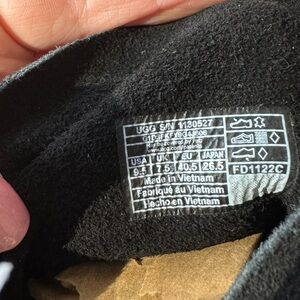 UGG S/N 1130527
USA UK EU JAPAN
9.5 7.5 40.5 26.5 FD1122C
Made in Vietnam
Fabriqué au Vietnam
Hecho en Vietnam